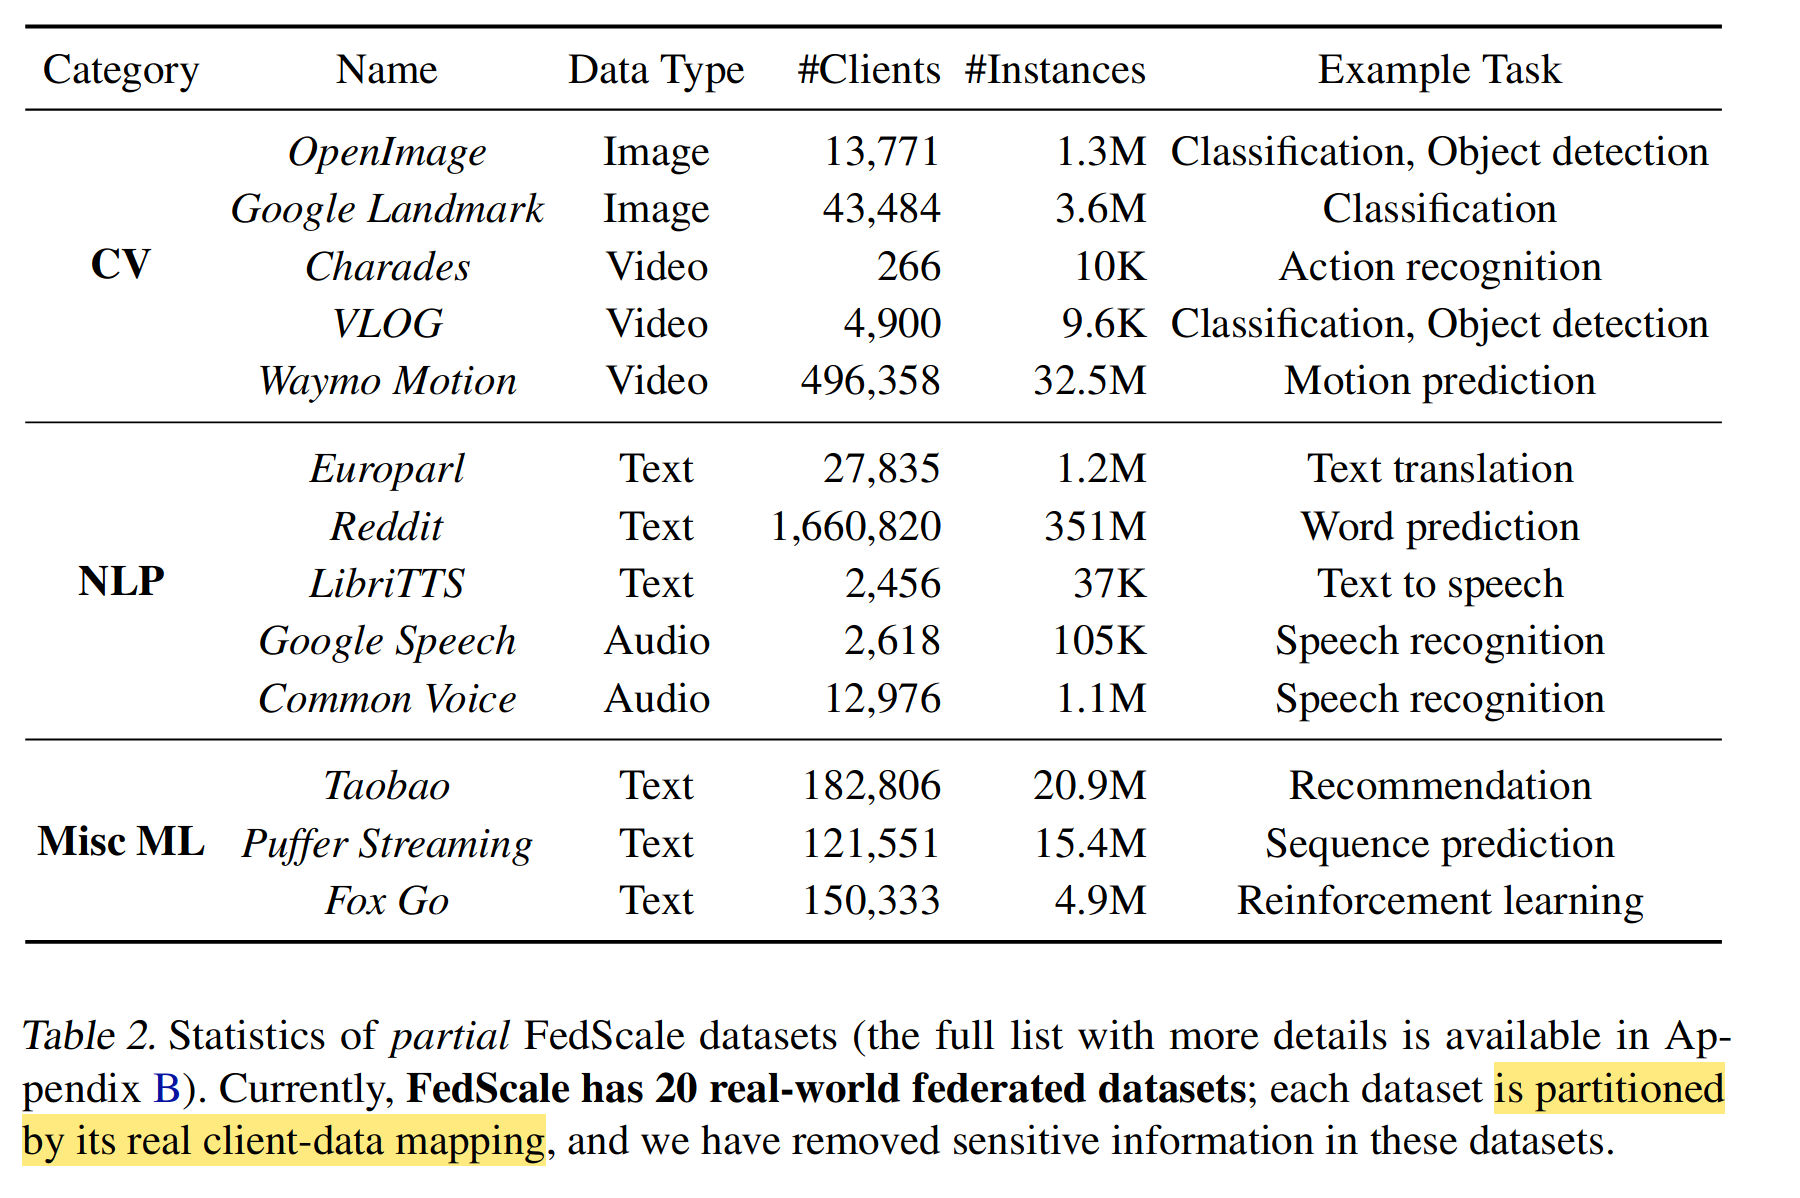 Category Name Data Type #Clients #Instances Example Task
OpenImage Image 13,771 1.3M Classification, Object detection
Google Landmark Image 43,484 3.6M Classification
CV Charades Video 266 10K Action recognition
VLOG Video 4,900 9.6K Classification, Object detection
Waymo Motion Video 496,358 32.5M Motion prediction
Europarl Text 27,835 1.2M Text translation
Reddit Text 1,660,820 351M Word prediction
NLP LibriTTS Text 2,456 37K Text to speech
Google Speech Audio 2,618 105K Speech recognition
Common Voice Audio 12,976 1.1M Speech recognition
Taobao Text 182,806 20.9M Recommendation
Misc ML Puffer Streaming Text 121,551 15.4M Sequence prediction
Fox Go Text 150,333 4.9M Reinforcement learning
Table 2. Statistics of partial FedScale datasets (the full list with more details is available in Ap-
pendix B). Currently, FedScale has 20 real-world federated datasets; each dataset is partitioned
by its real client-data mapping, and we have removed sensitive information in these datasets.